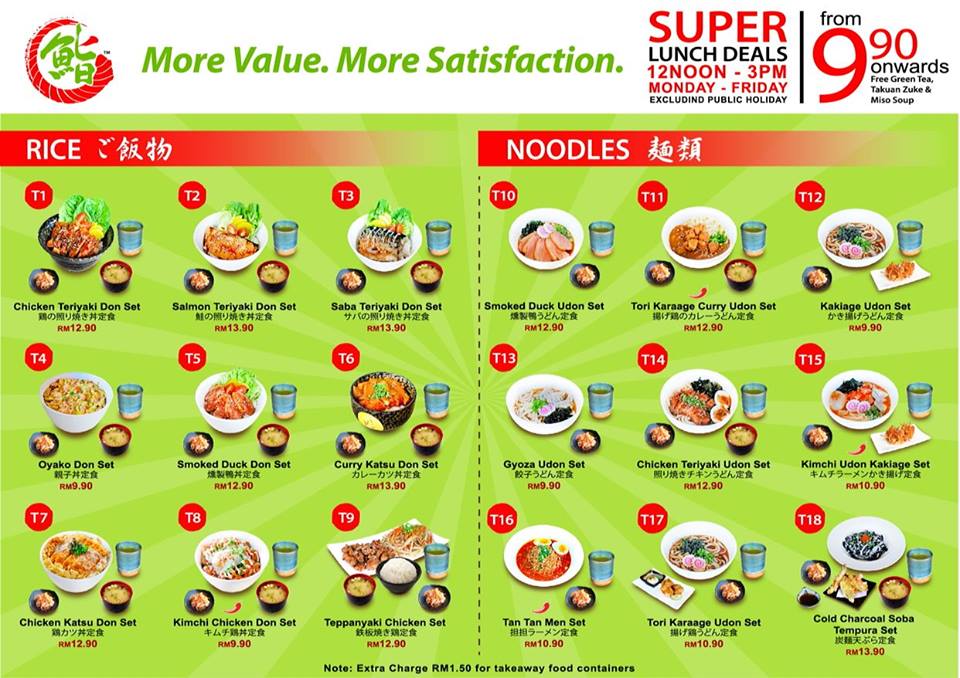 鮨
TM
More Value. More Satisfaction.
SUPER
LUNCH DEALS
12NOON - 3PM
MONDAY - FRIDAY
EXCLUDIND PUBLIC HOLIDAY
from
9.90
onwards
Free Green Tea,
Takuan Zuke &
Miso Soup
RICE ご飯物
T1
Chicken Teriyaki Don Set
鶏の照り焼き丼定食
RM12.90
T2
Salmon Teriyaki Don Set
鮭の照り焼き丼定食
RM13.90
T3
Saba Teriyaki Don Set
サバの照り焼き丼定食
RM13.90
T4
Oyako Don Set
親子丼定食
RM9.90
T5
Smoked Duck Don Set
燻製鴨丼定食
RM12.90
T6
Curry Katsu Don Set
カレーカツ丼定食
RM13.90
T7
Chicken Katsu Don Set
鶏カツ丼定食
RM12.90
T8
Kimchi Chicken Don Set
キムチ鶏丼定食
RM9.90
T9
Teppanyaki Chicken Set
鉄板焼き鶏定食
RM12.90
NOODLES 麺類
T10
Smoked Duck Udon Set
燻製鴨うどん定食
RM12.90
T11
Tori Karaage Curry Udon Set
揚げ鶏のカレーうどん定食
RM12.90
T12
Kakiage Udon Set
かき揚げうどん定食
RM9.90
T13
Gyoza Udon Set
餃子うどん定食
RM9.90
T14
Chicken Teriyaki Udon Set
照り焼きチキンうどん定食
RM12.90
T15
Kimchi Udon Kakiage Set
キムチラーメンかき揚げ定食
RM10.90
T16
Tan Tan Men Set
担担ラーメン定食
RM10.90
T17
Tori Karaage Udon Set
揚げ鶏うどん定食
RM10.90
T18
Cold Charcoal Soba
Tempura Set
炭麺天ぷら定食
RM13.90
Note: Extra Charge RM1.50 for takeaway food containers